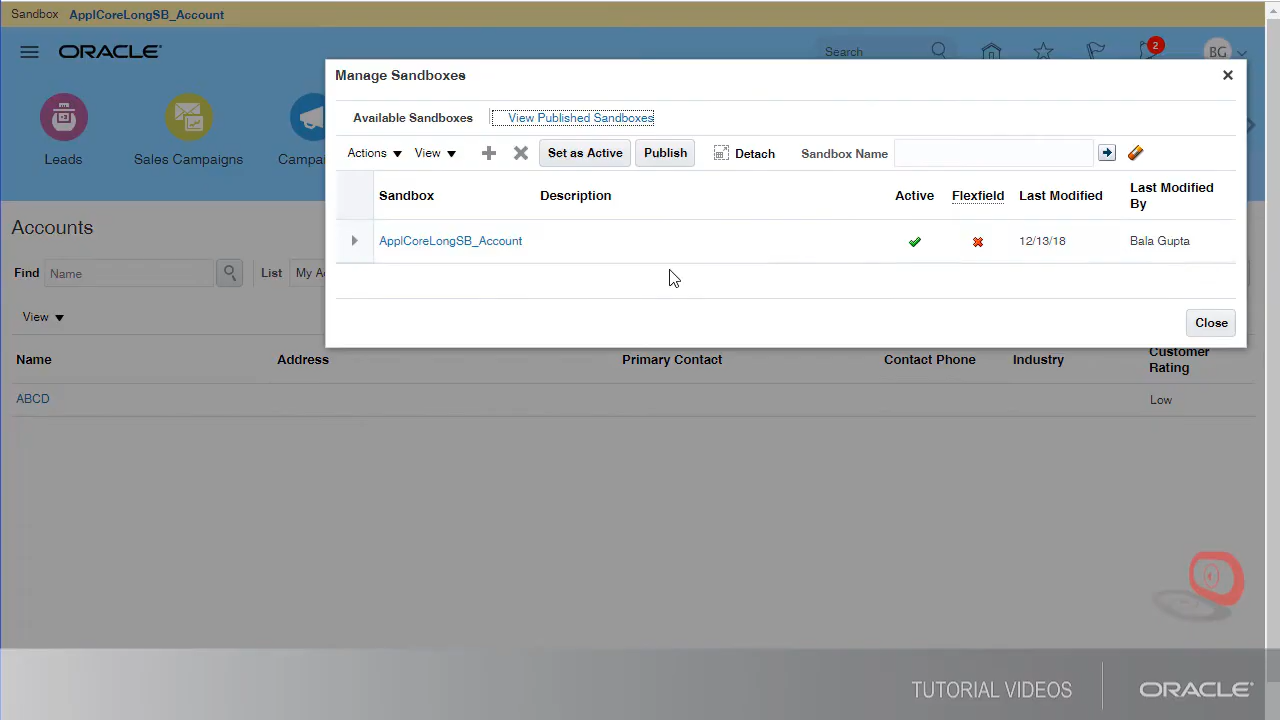 Sandbox ApplCoreLongSB_Account
ORACLE
Search
2
BG
Manage Sandboxes
Available Sandboxes View Published Sandboxes
Actions View Set as Active Publish Detach Sandbox Name
Sandbox Description Active Flexfield Last Modified Last Modified By
ApplCoreLongSB_Account 12/13/18 Bala Gupta
Close
Leads Sales Campaigns Campa
Accounts
Find Name List My A
View
Name Address Primary Contact Contact Phone Industry Customer Rating
ABCD Low
TUTORIAL VIDEOS ORACLE